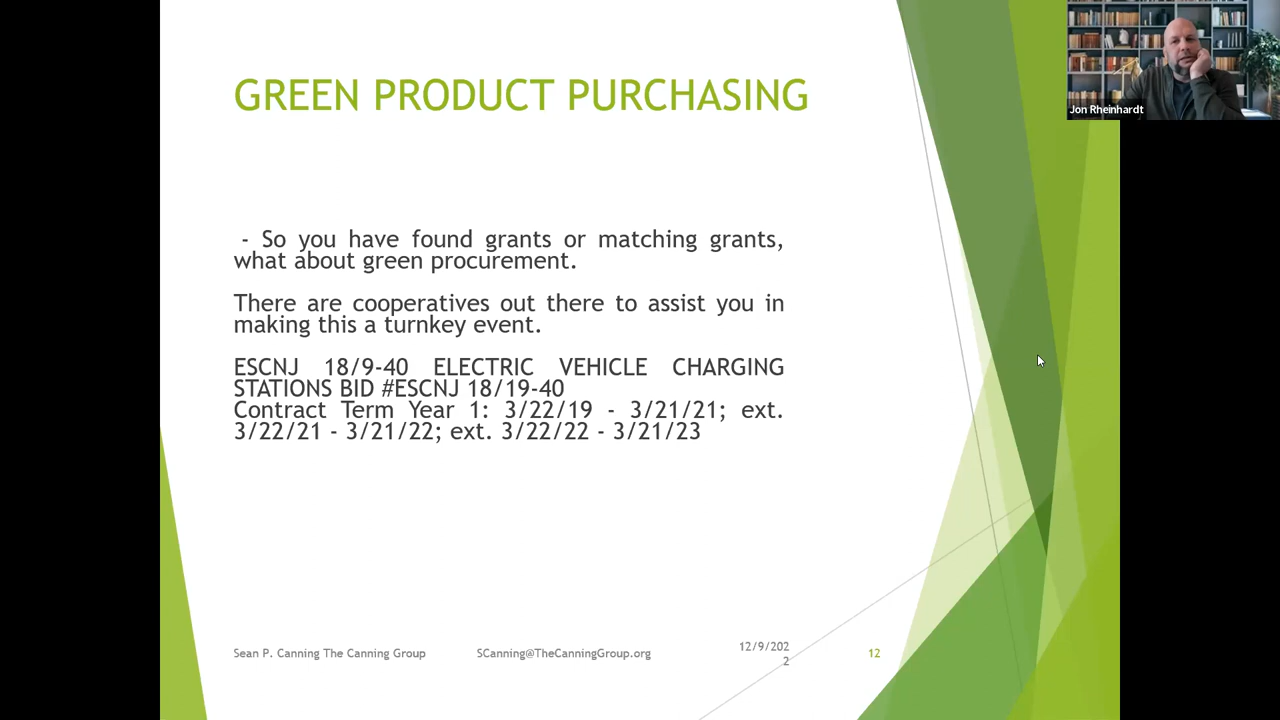 GREEN PRODUCT PURCHASING
Jon Rheinhardt
- So you have found grants or matching grants,
what about green procurement.
There are cooperatives out there to assist you in
making this a turnkey event.
ESCNJ 18/9-40 ELECTRIC VEHICLE CHARGING
STATIONS BID #ESCNJ 18/19-40
Contract Term Year 1: 3/22/19 - 3/21/21; ext.
3/22/21 - 3/21/22; ext. 3/22/22 - 3/21/23
Sean P. Canning The Canning Group
SCanning@TheCanningGroup.org
12/9/202
2
12